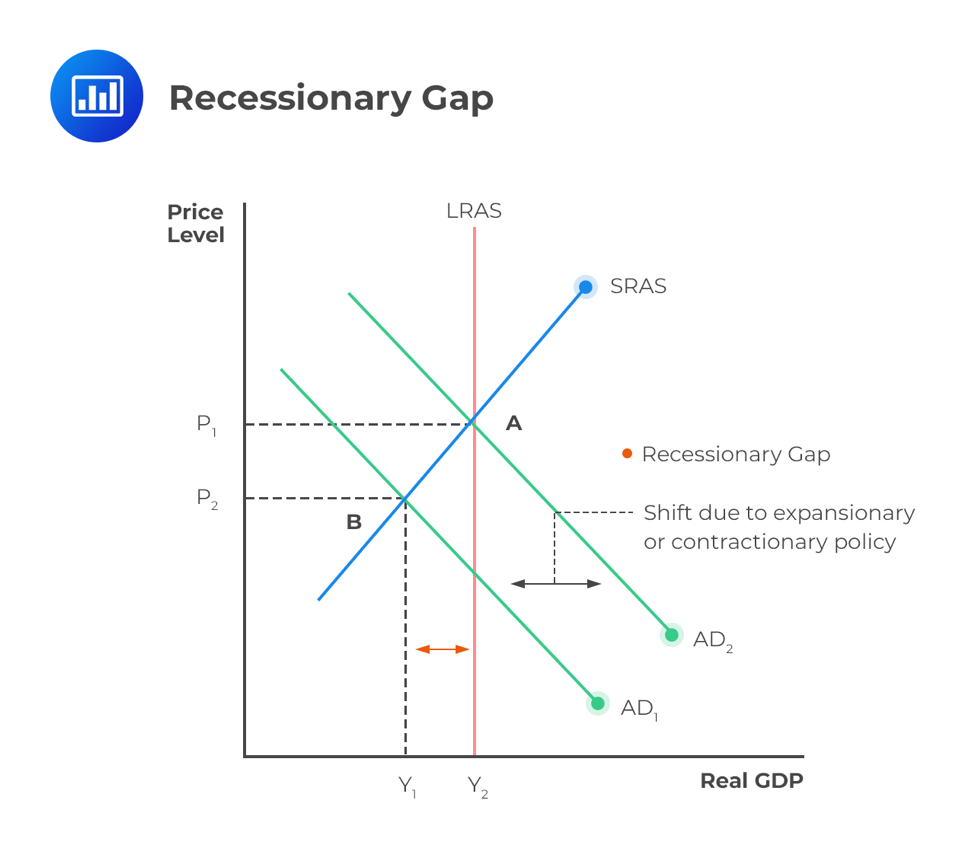 Recessionary Gap
Price
Level
LRAS
SRAS
P1
A
Recessionary Gap
P2
B
Shift due to expansionary
or contractionary policy
AD2
AD1
Y1
Y2
Real GDP